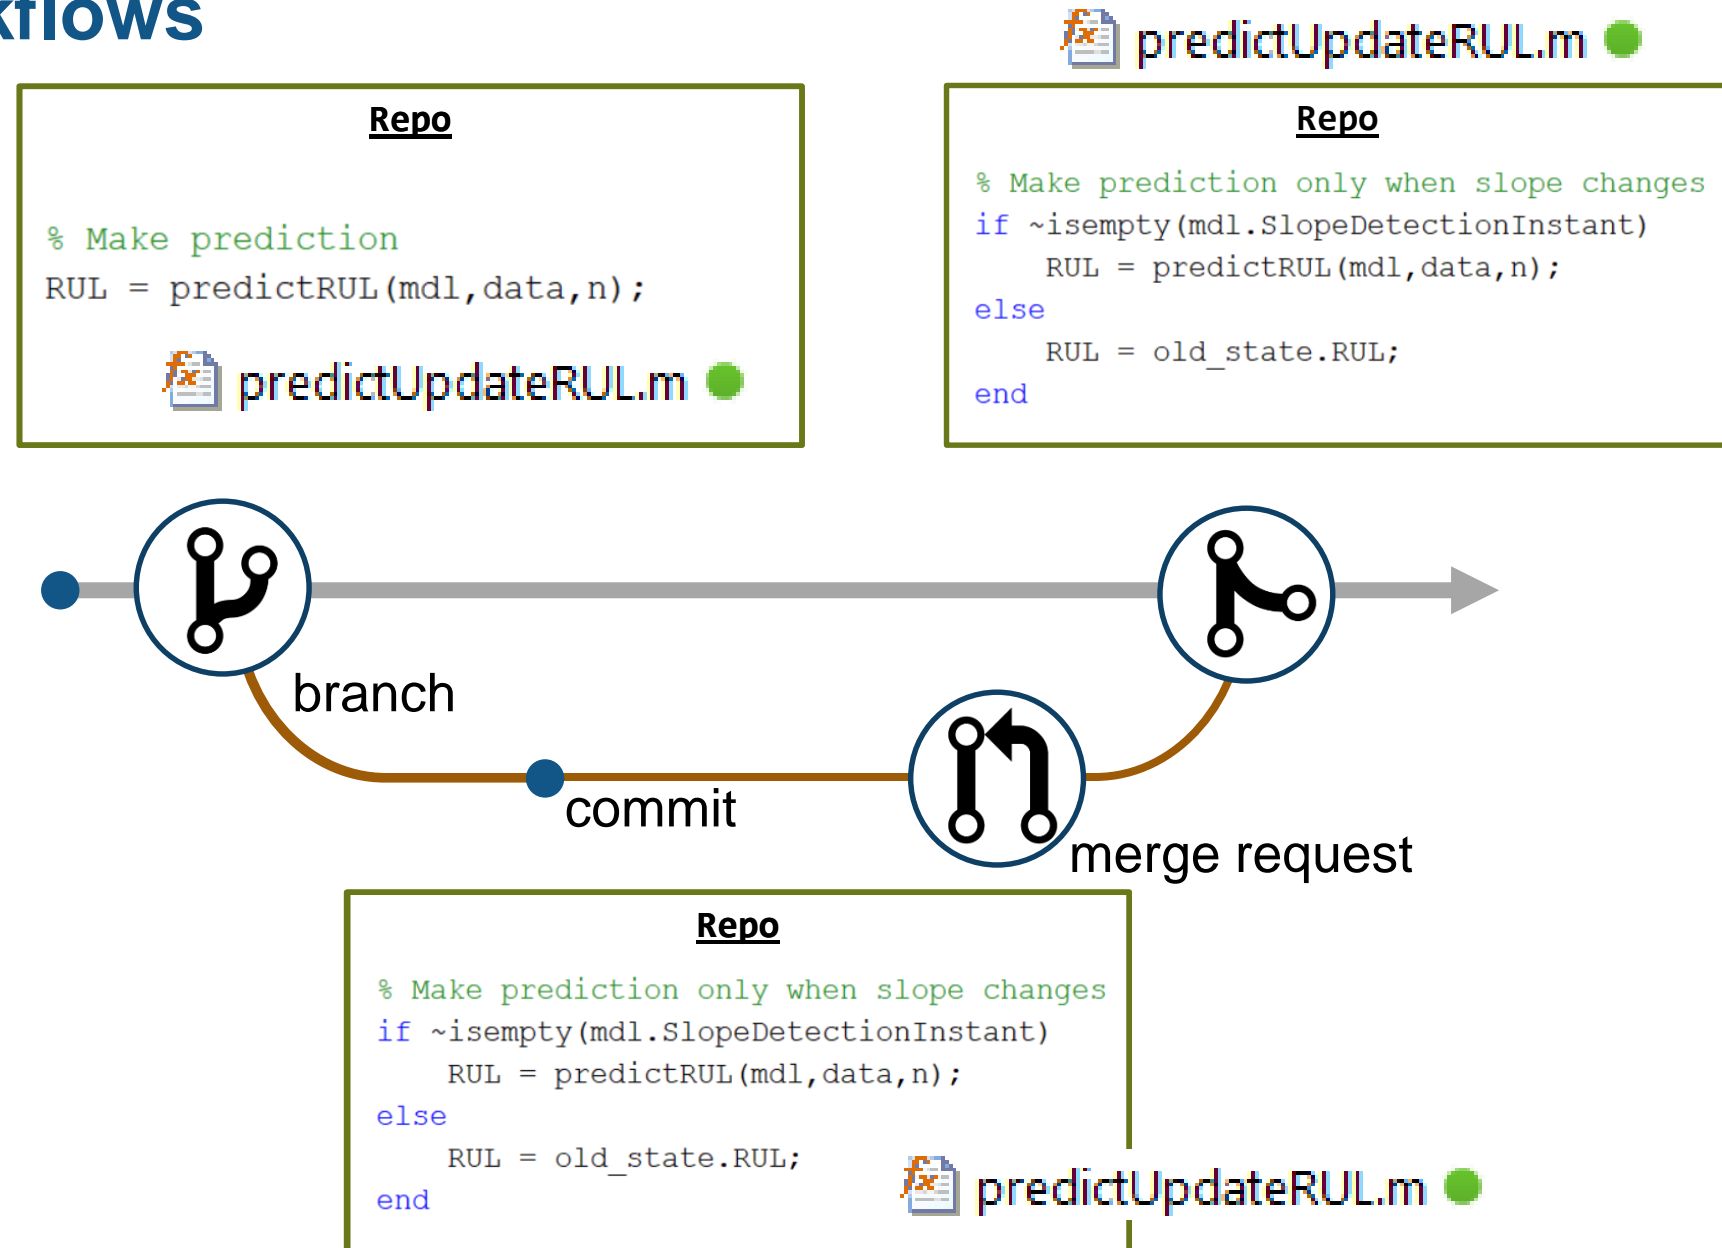 kflows
predictUpdateRUL.m
Repo
% Make prediction
RUL = predictRUL(mdl,data,n);
predictUpdateRUL.m
Repo
% Make prediction only when slope changes
if ~isempty(mdl.SlopeDetectionInstant)
    RUL = predictRUL(mdl,data,n);
else
    RUL = old_state.RUL;
end
branch
commit
merge request
Repo
% Make prediction only when slope changes
if ~isempty(mdl.SlopeDetectionInstant)
    RUL = predictRUL(mdl,data,n);
else
    RUL = old_state.RUL;
end
predictUpdateRUL.m